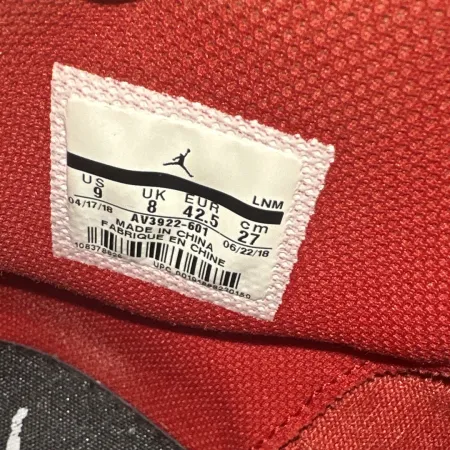 LNM
US UK EUR cm
9 8 42.5 27
04/17/18 AV3922-601 06/22/18
MADE IN CHINA
FABRIQUE EN CHINE